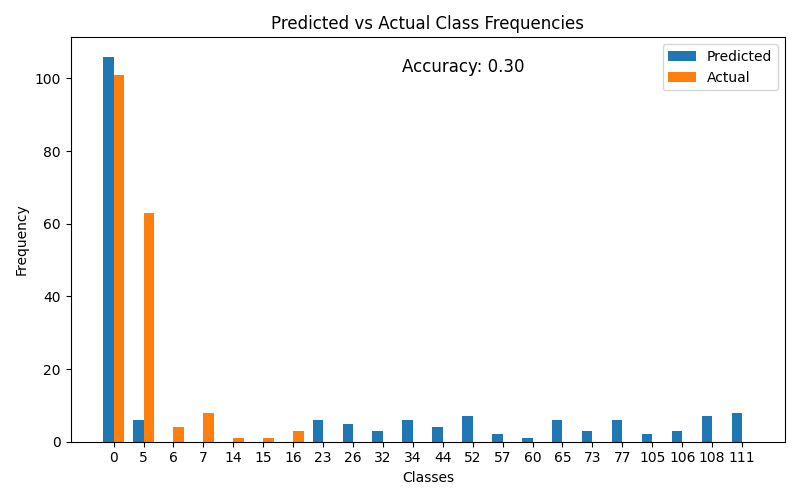 Predicted vs Actual Class Frequencies
Accuracy: 0.30
Predicted
Actual
Frequency
100
80
60
40
20
0
0 5 6 7 14 15 16 23 26 32 34 44 52 57 60 65 73 77 105 106 108 111
Classes